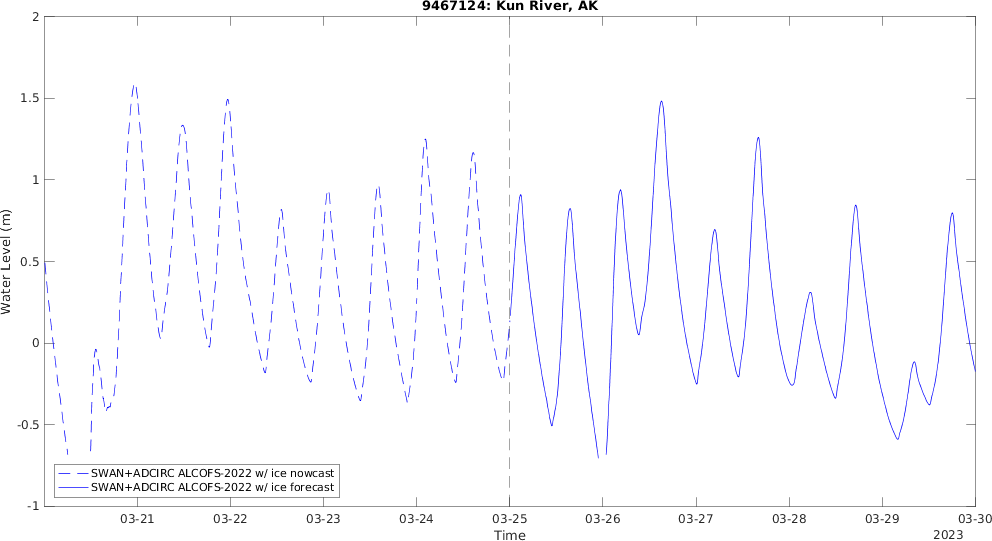 9467124: Kun River, AK
2
1.5
1
0.5
0
-0.5
-1
Water Level (m)
SWAN+ADCIRC ALCOFS-2022 w/ ice nowcast
SWAN+ADCIRC ALCOFS-2022 w/ ice forecast
03-21 03-22 03-23 03-24 03-25 03-26 03-27 03-28 03-29 03-30
Time
2023